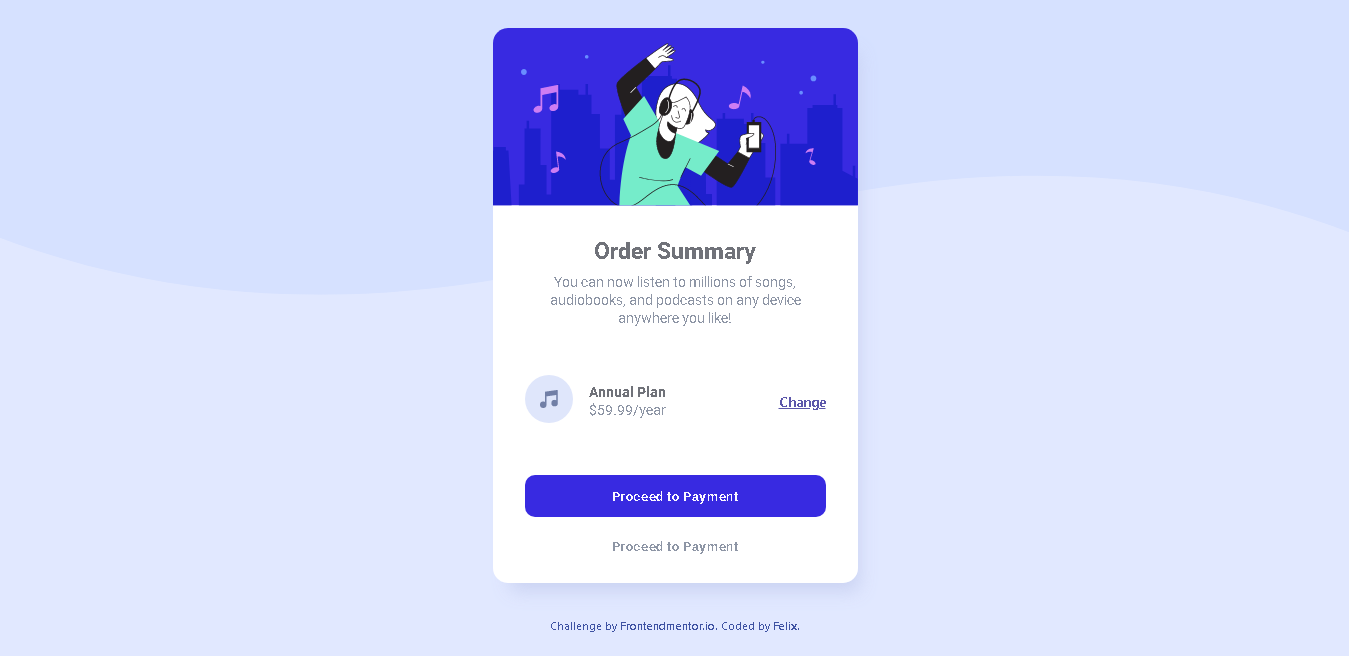 Order Summary
You can now listen to millions of songs,
audiobooks, and podcasts on any device
anywhere you like!
Annual Plan
$59.99/year
Change
Proceed to Payment
Proceed to Payment
Challenge by Frontendmentor.io. Coded by Felix.